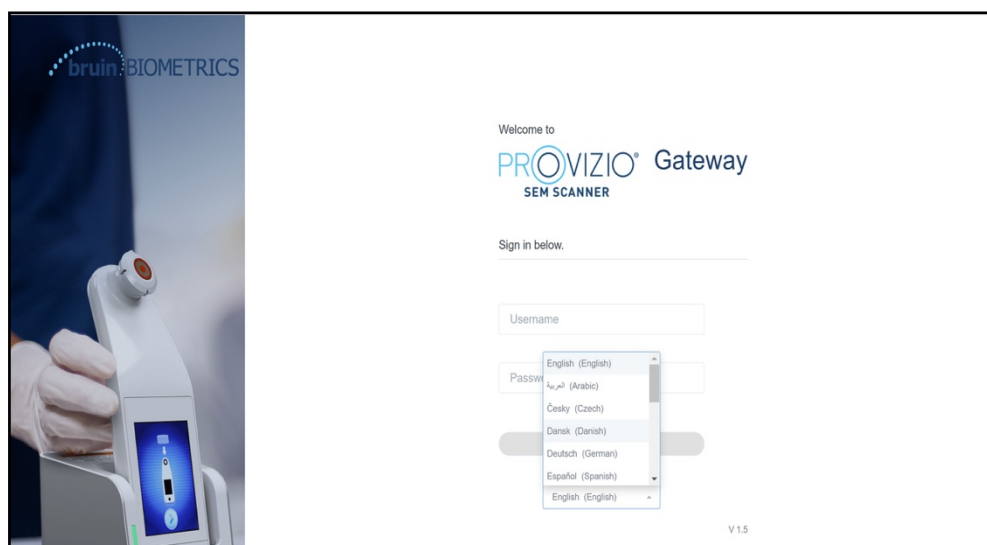 bruin BIOMETRICS
Welcome to
PROVIZIO® Gateway
SEM SCANNER
Sign in below.
Username
English (English)
العربية (Arabic)
Česky (Czech)
Dansk (Danish)
Deutsch (German)
Español (Spanish)
English (English)
V 1.5